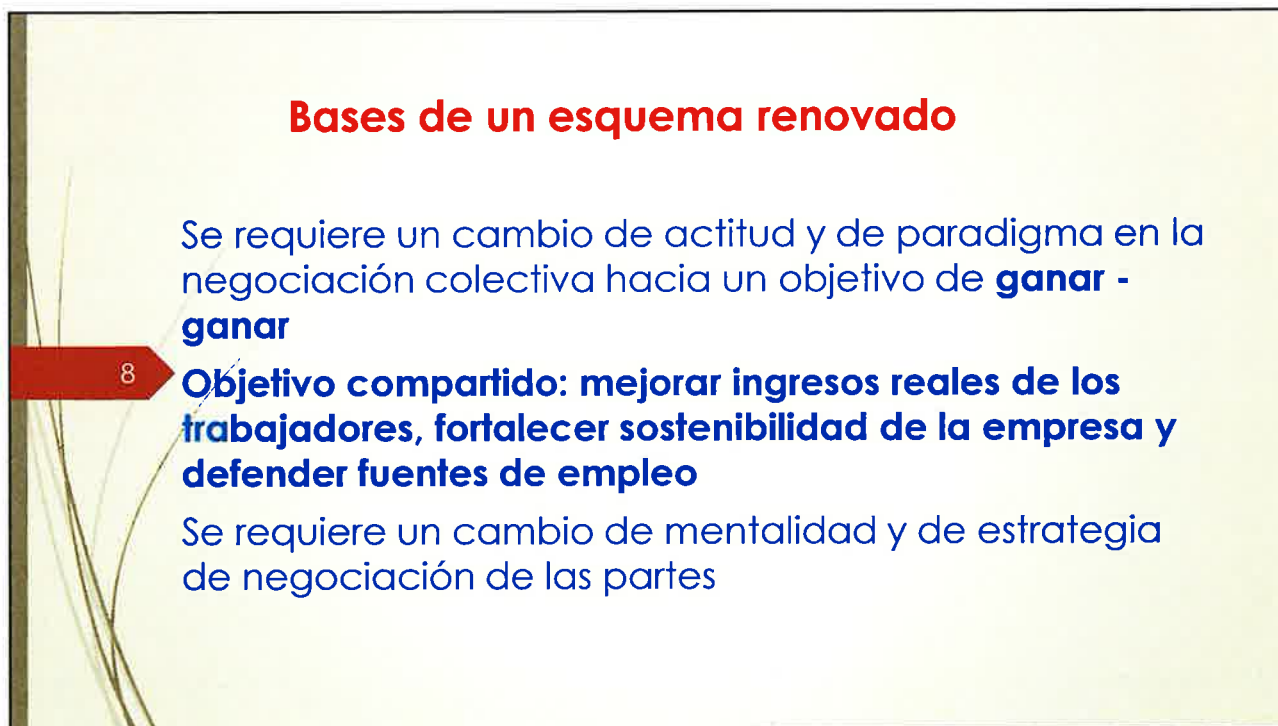 Bases de un esquema renovado
Se requiere un cambio de actitud y de paradigma en la
negociación colectiva hacia un objetivo de ganar -
ganar
8
Objetivo compartido: mejorar ingresos reales de los
trabajadores, fortalecer sostenibilidad de la empresa y
defender fuentes de empleo
Se requiere un cambio de mentalidad y de estrategia
de negociación de las partes